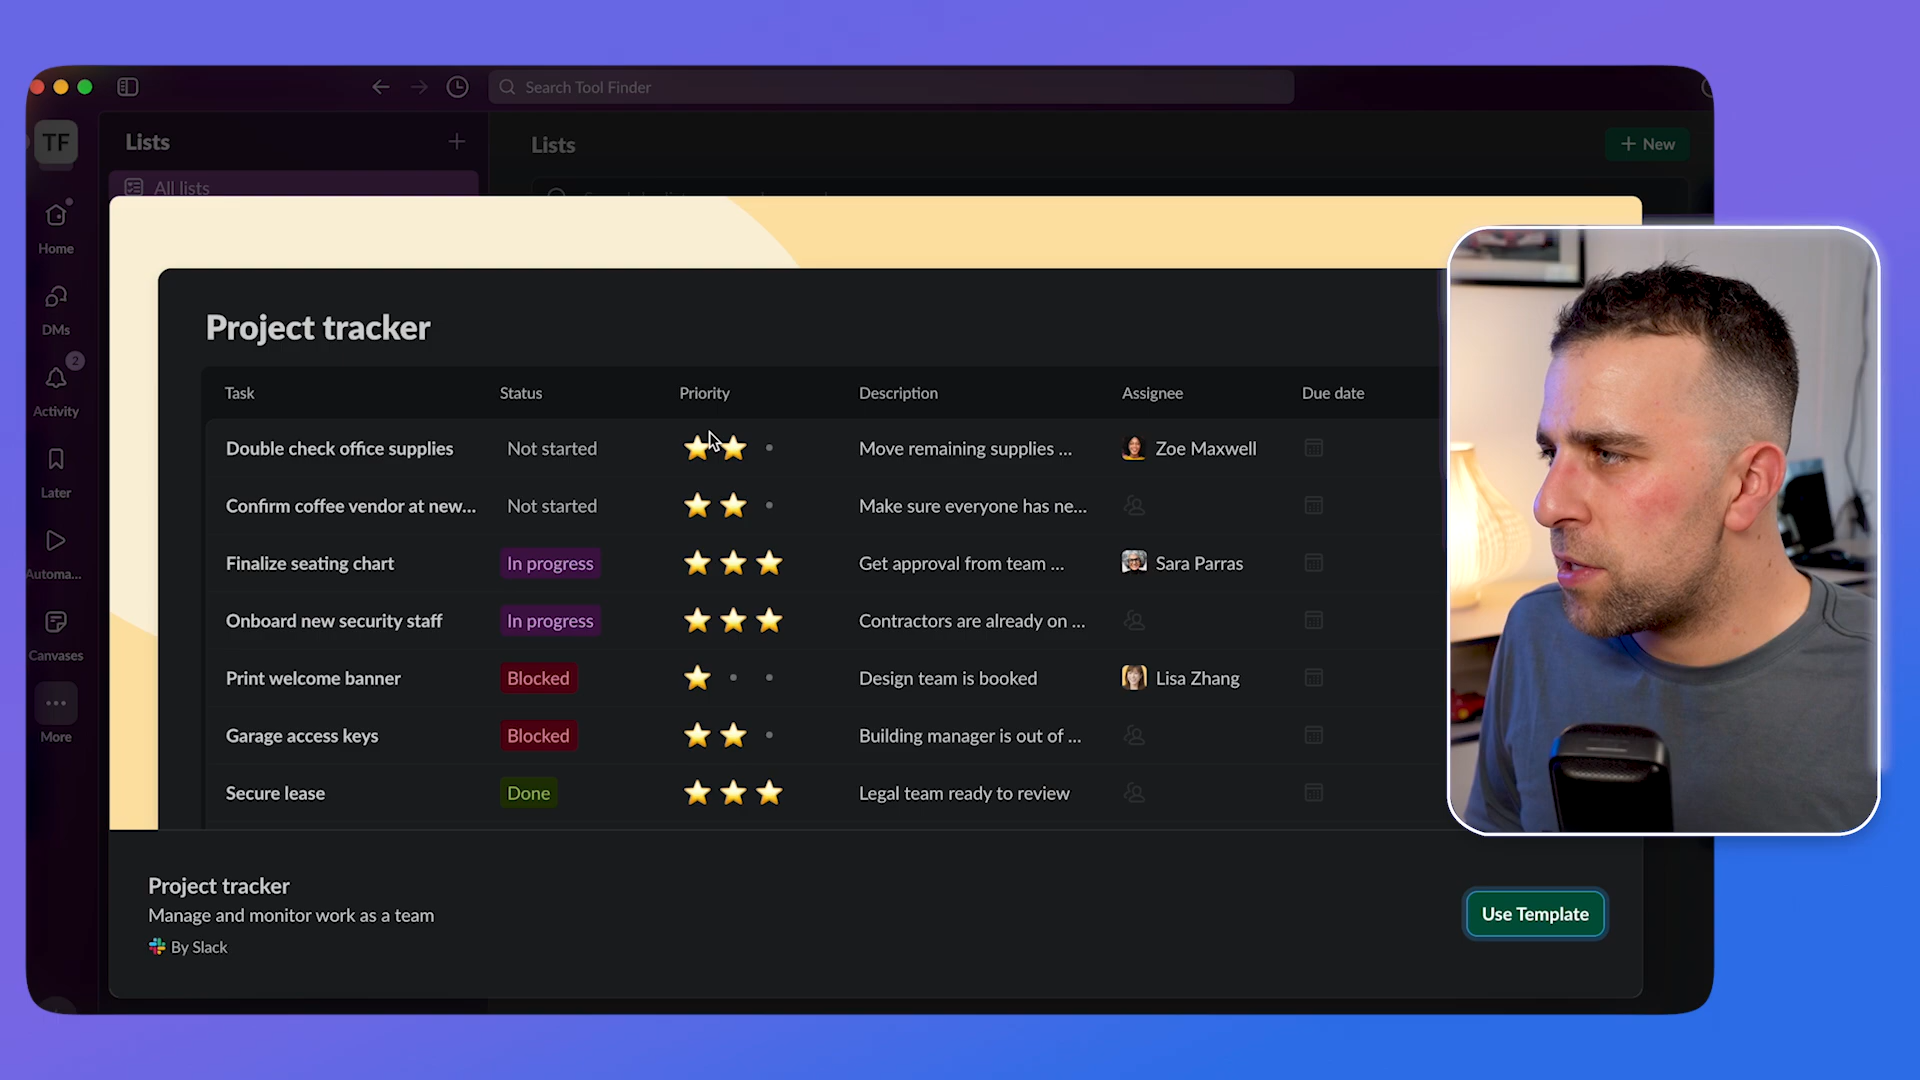 Search Tool Finder
TF
Lists
Lists
New
All lists
Home
DMs
2
Activity
Later
Automa...
Canvases
More
Project tracker
Task Status Priority Description Assignee Due date
Double check office supplies Not started Move remaining supplies ... Zoe Maxwell
Confirm coffee vendor at new... Not started Make sure everyone has ne...
Finalize seating chart In progress Get approval from team ... Sara Parras
Onboard new security staff In progress Contractors are already on ...
Print welcome banner Blocked Design team is booked Lisa Zhang
Garage access keys Blocked Building manager is out of ...
Secure lease Done Legal team ready to review
Project tracker
Manage and monitor work as a team
By Slack
Use Template